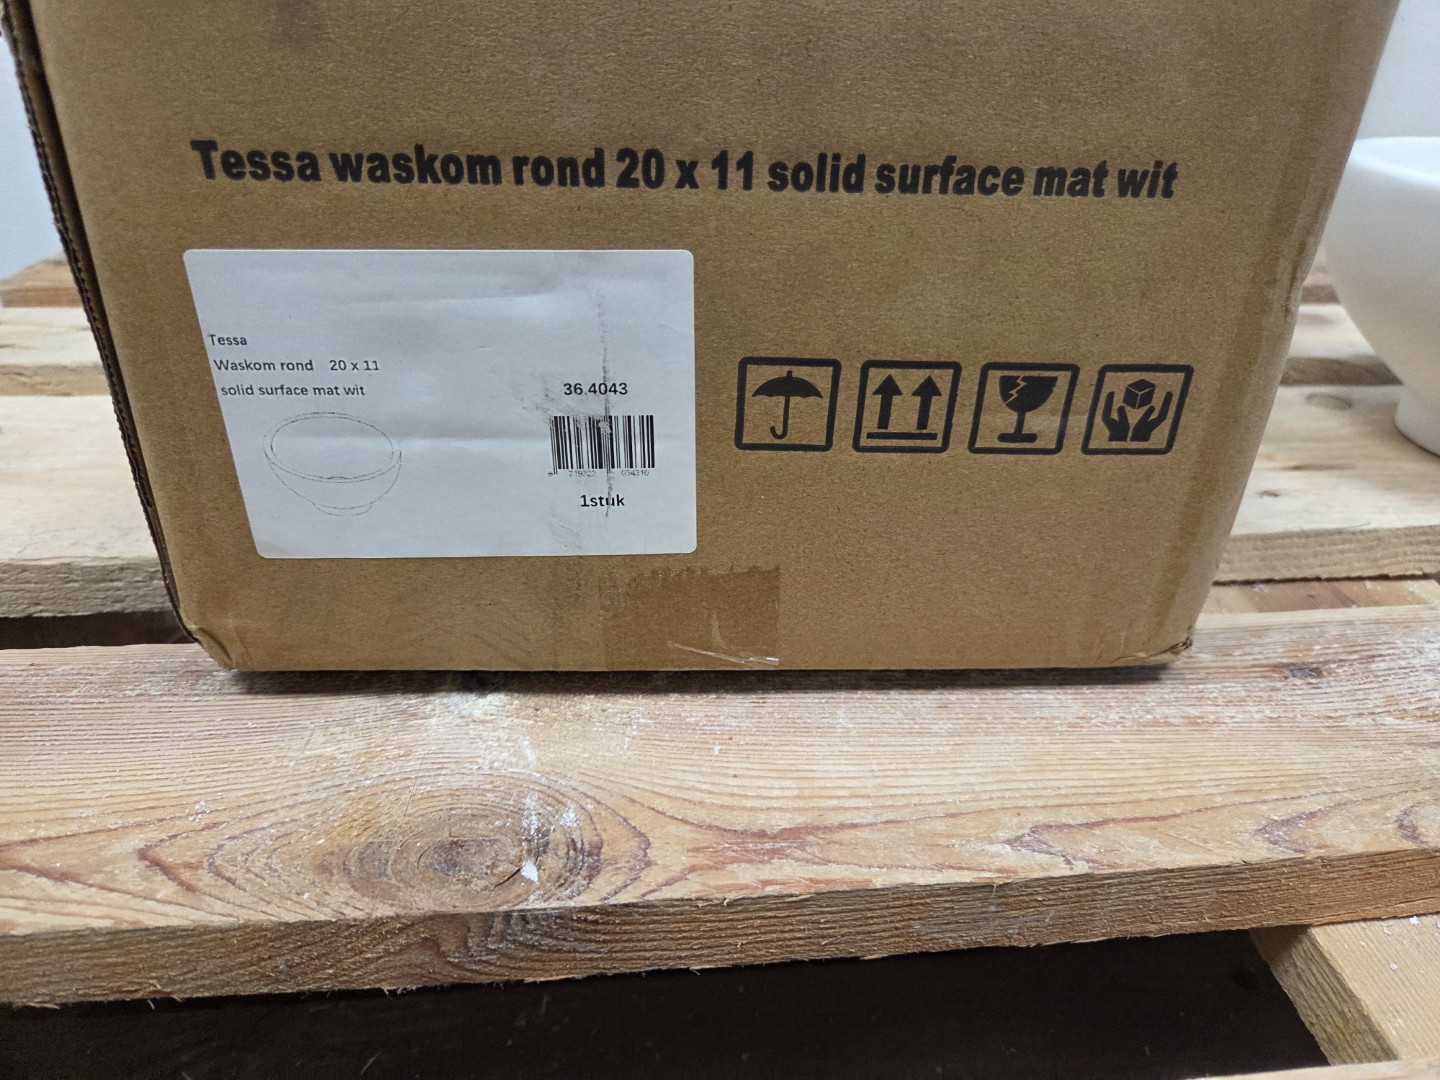 Tessa waskom rond 20 x 11 solid surface mat wit
Tessa
Waskom rond 20 x 11
solid surface mat wit
36.4043
1stuk